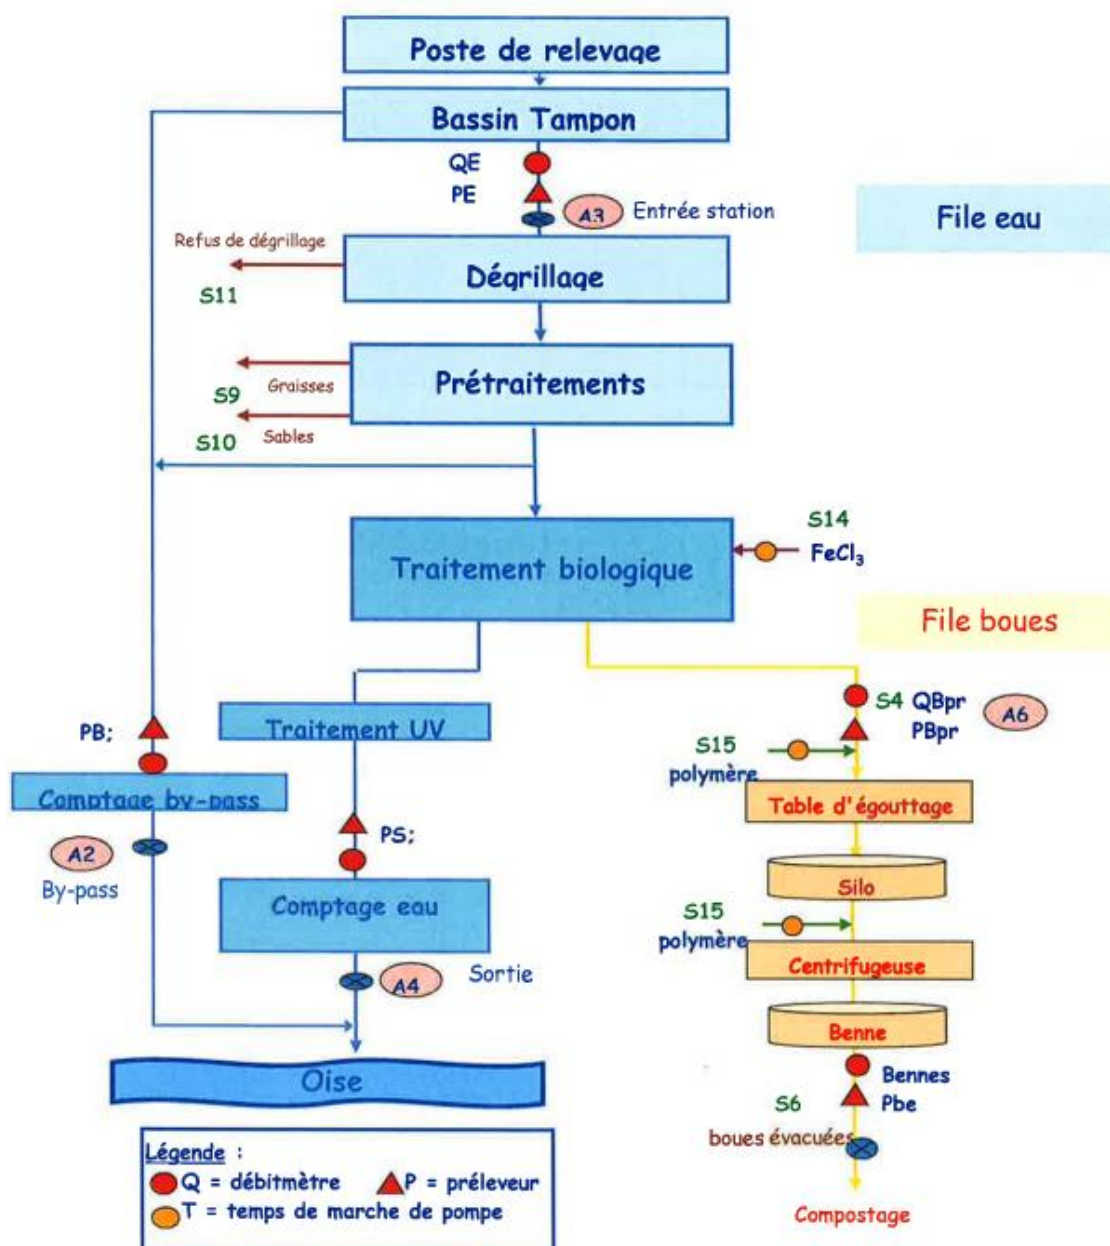 Poste de relevage
Bassin Tampon
QE
PE
A3
Entrée station
File eau
Refus de dégrillage
S11
Dégrillage
Graisses
S9
Prétraitements
Sables
S10
S14
FeCl3
Traitement biologique
File boues
S4
QBpr
PBpr
A6
PB;
Traitement UV
S15
polymère
Comptage by-pass
Table d'égouttage
PS;
A2
By-pass
Silo
Comptage eau
S15
polymère
Centrifugeuse
A4
Sortie
Benne
Oise
Bennes
Pbe
S6
boues évacuées
Compostage
Légende :
Q = débitmètre
P = préleveur
T = temps de marche de pompe